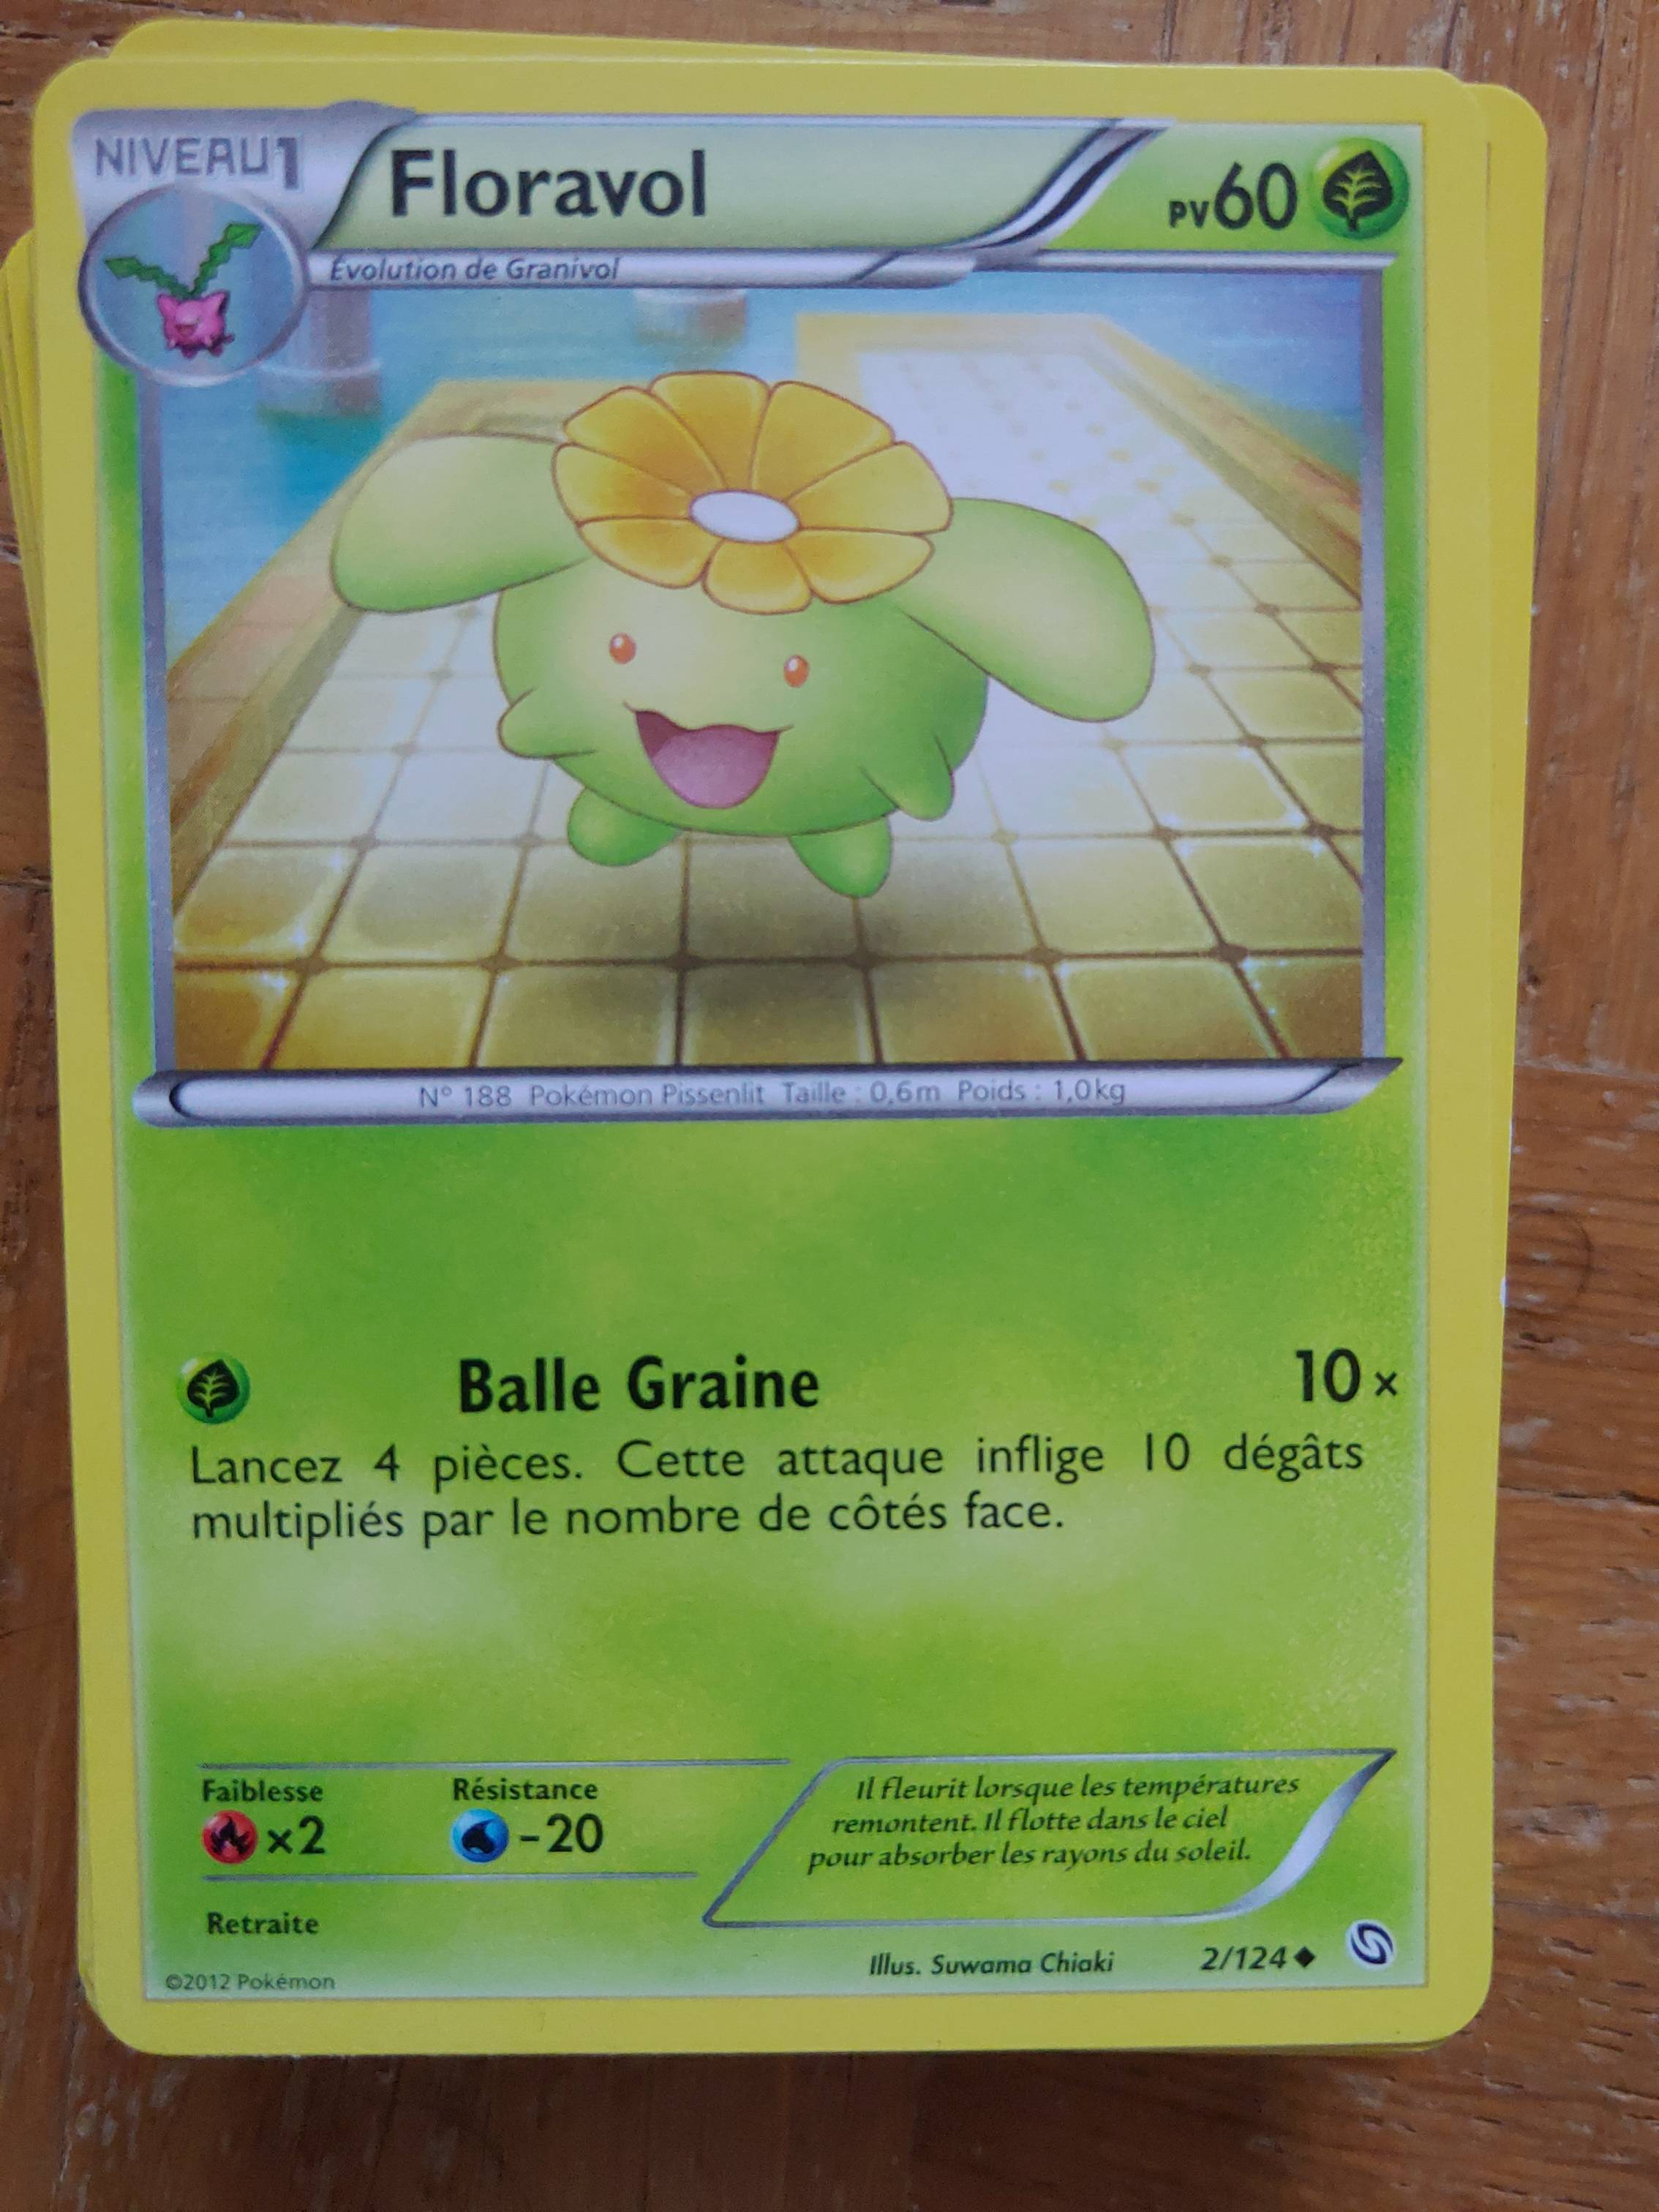 NIVEAU1
Floravol
PV60
Évolution de Granivol
N° 188 Pokémon Pissenlit Taille : 0,6m Poids : 1,0kg
Balle Graine 10×
Lancez 4 pièces. Cette attaque inflige 10 dégâts
multipliés par le nombre de côtés face.
Faiblesse
×2
Résistance
-20
Retraite
Il fleurit lorsque les températures
remontent. Il flotte dans le ciel
pour absorber les rayons du soleil.
Illus. Suwama Chiaki
2/124
©2012 Pokémon